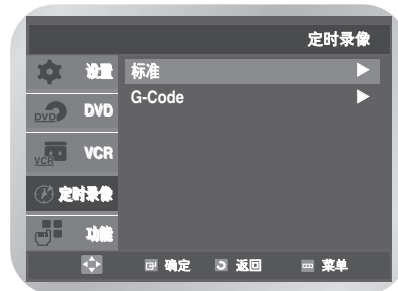 定时录像
设置
标准
G-Code
DVD
DVD
VCR
VCR
定时录像
功能
确定 返回 菜单